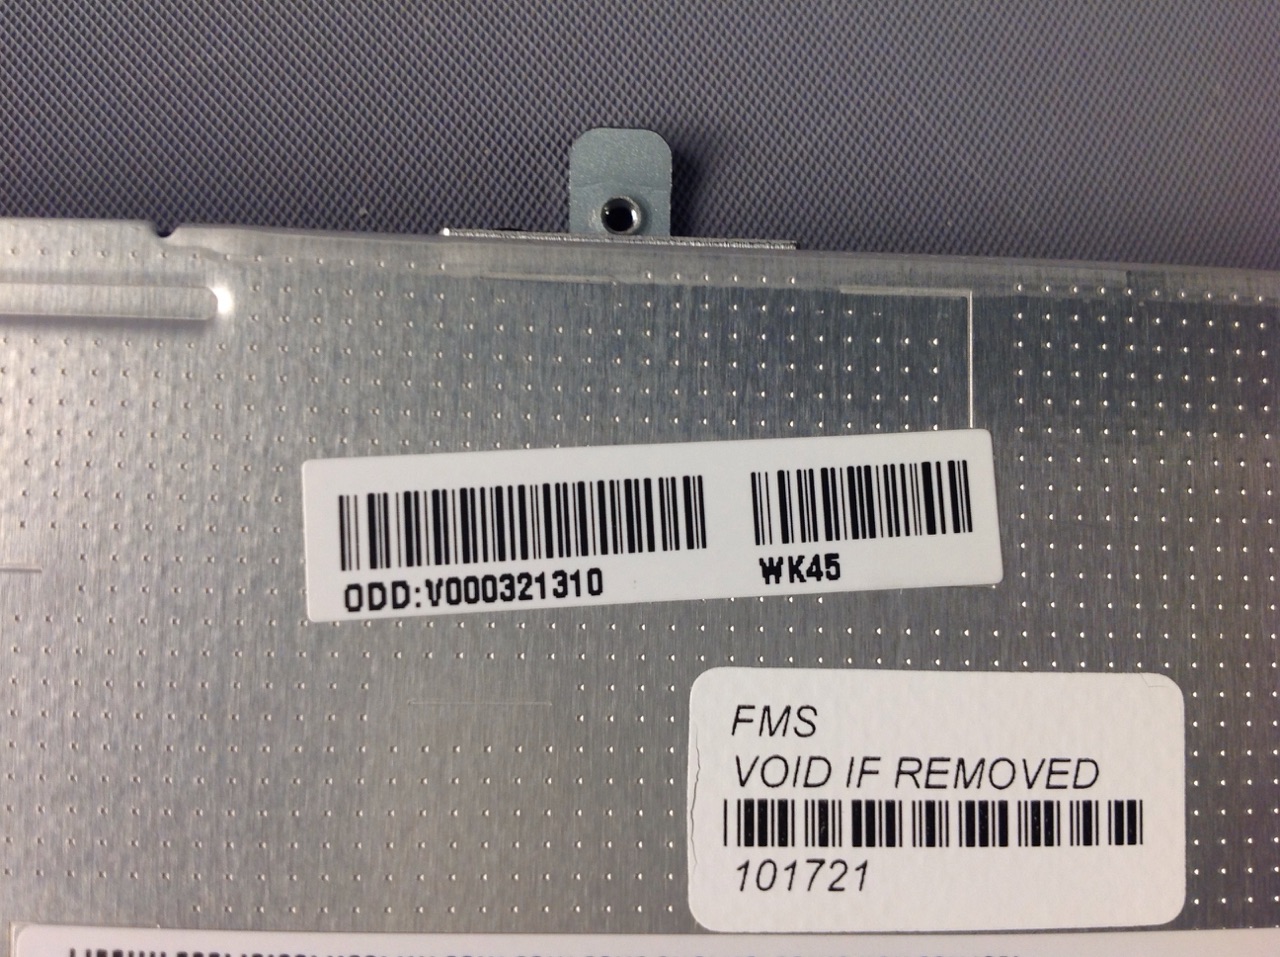 ODD:V000321310 WK45
FMS
VOID IF REMOVED
101721